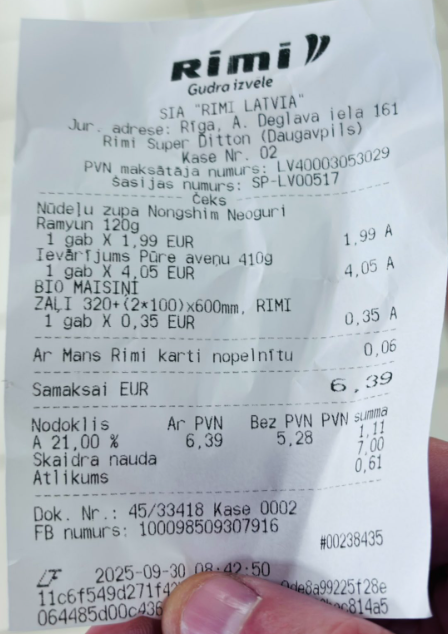 Rimi
Gudra izvēle
SIA "RIMI LATVIA"
Jur. adrese: Rīga, A. Deglava iela 161
Rimi Super Ditton (Daugavpils)
Kase Nr. 02
PVN maksātāja numurs: LV40003053029
Šasijas numurs: SP-LV00517
Čeks
Nūdeļu zupa Nongshim Neoguri
Ramyun 120g
1 gab X 1,99 EUR 1,99 A
Ievārījums Pūre aveņu 410g
1 gab X 4,05 EUR 4,05 A
BIO MAISIŅI
ZAĻI 320+(2*100)x600mm, RIMI
1 gab X 0,35 EUR 0,35 A
Ar Mans Rimi karti nopelnītu 0,06
Samaksai EUR 6,39
Nodoklis Ar PVN Bez PVN PVN summa
A 21,00 % 6,39 5,28 1,11
Skaidra nauda 7,00
Atlikums 0,61
Dok. Nr.: 45/33418 Kase 0002
FB numurs: 100098509307916
#00238435
LF 2025-09-30 08:42:50
11c6f549d271f42 de8a99225f28e
064485d00c436 c814a5